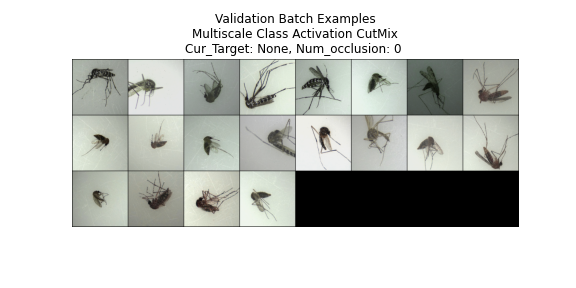 Validation Batch Examples
Multiscale Class Activation CutMix
Cur_Target: None, Num_occlusion: 0